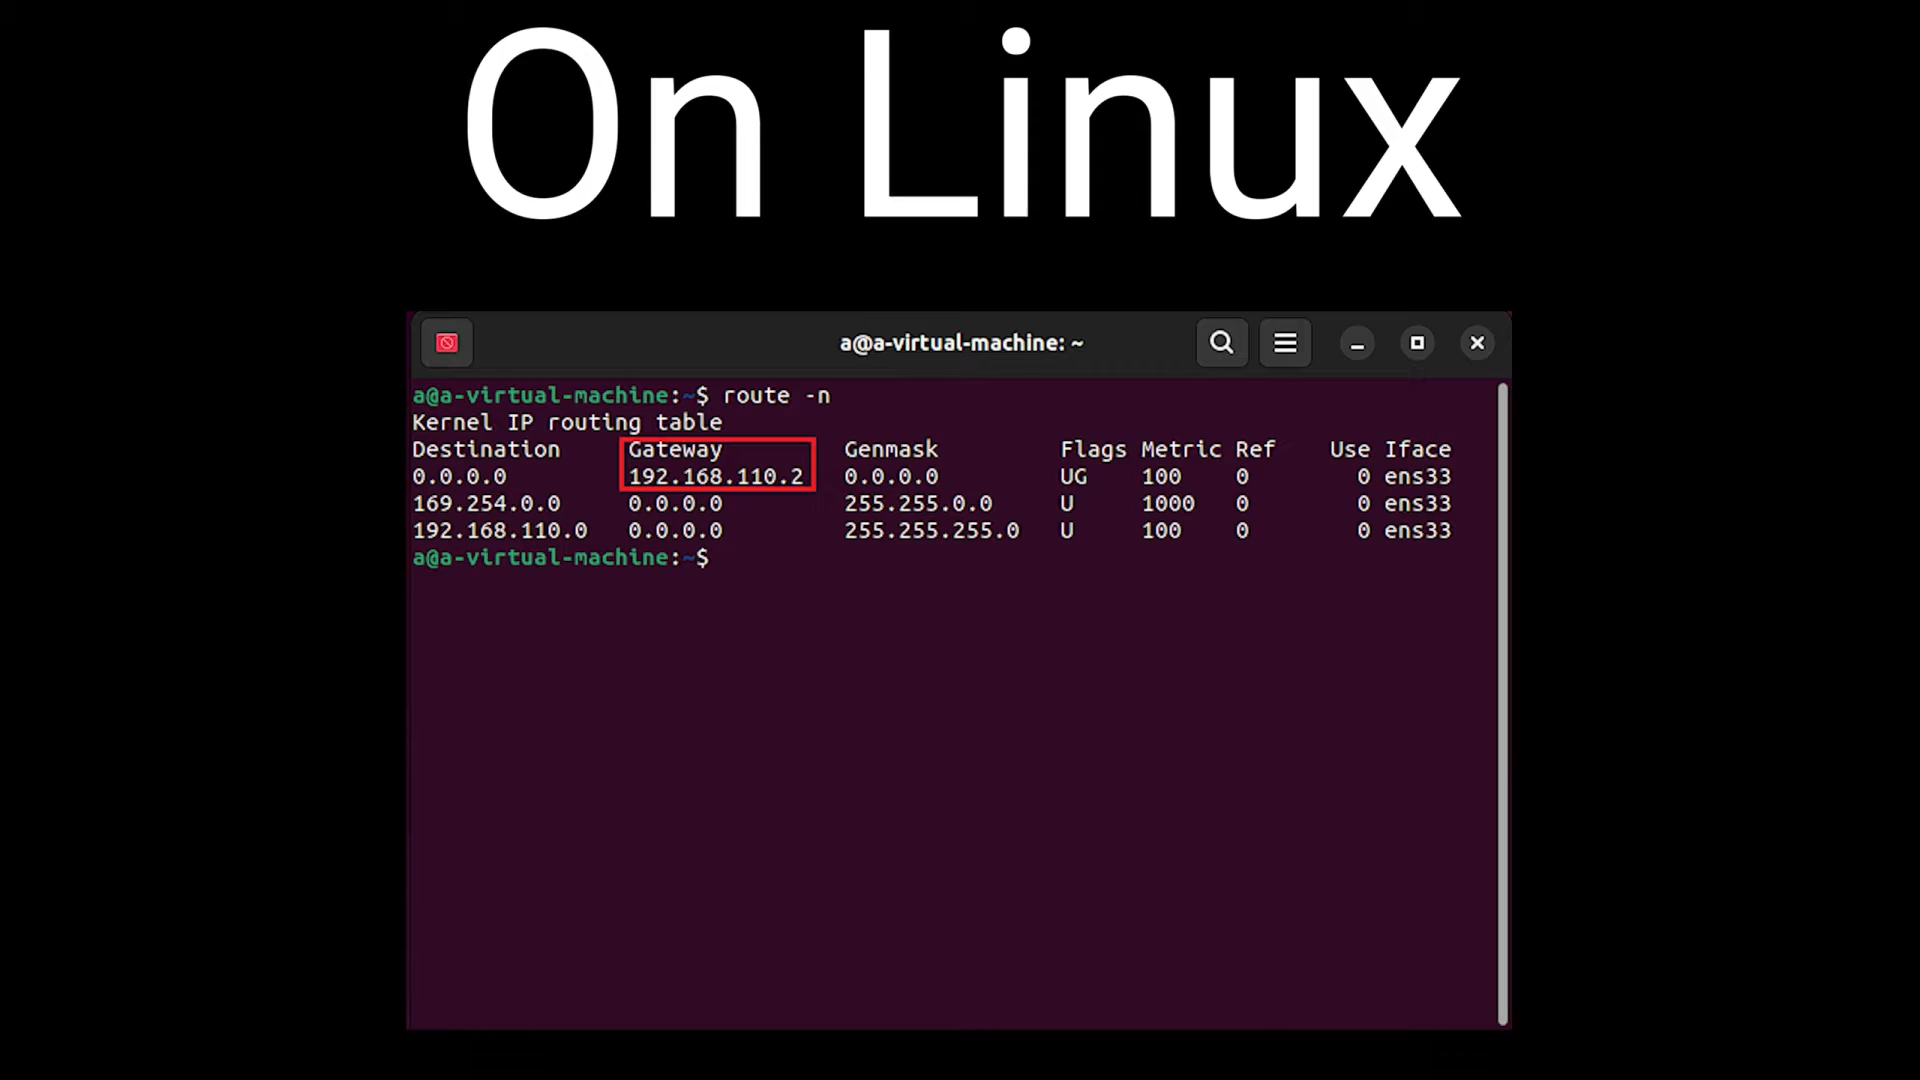 On Linux
a@a-virtual-machine: ~
a@a-virtual-machine:~$ route -n
Kernel IP routing table
Destination Gateway Genmask Flags Metric Ref Use Iface
0.0.0.0 192.168.110.2 0.0.0.0 UG 100 0 0 ens33
169.254.0.0 0.0.0.0 255.255.0.0 U 1000 0 0 ens33
192.168.110.0 0.0.0.0 255.255.255.0 U 100 0 0 ens33
a@a-virtual-machine:~$